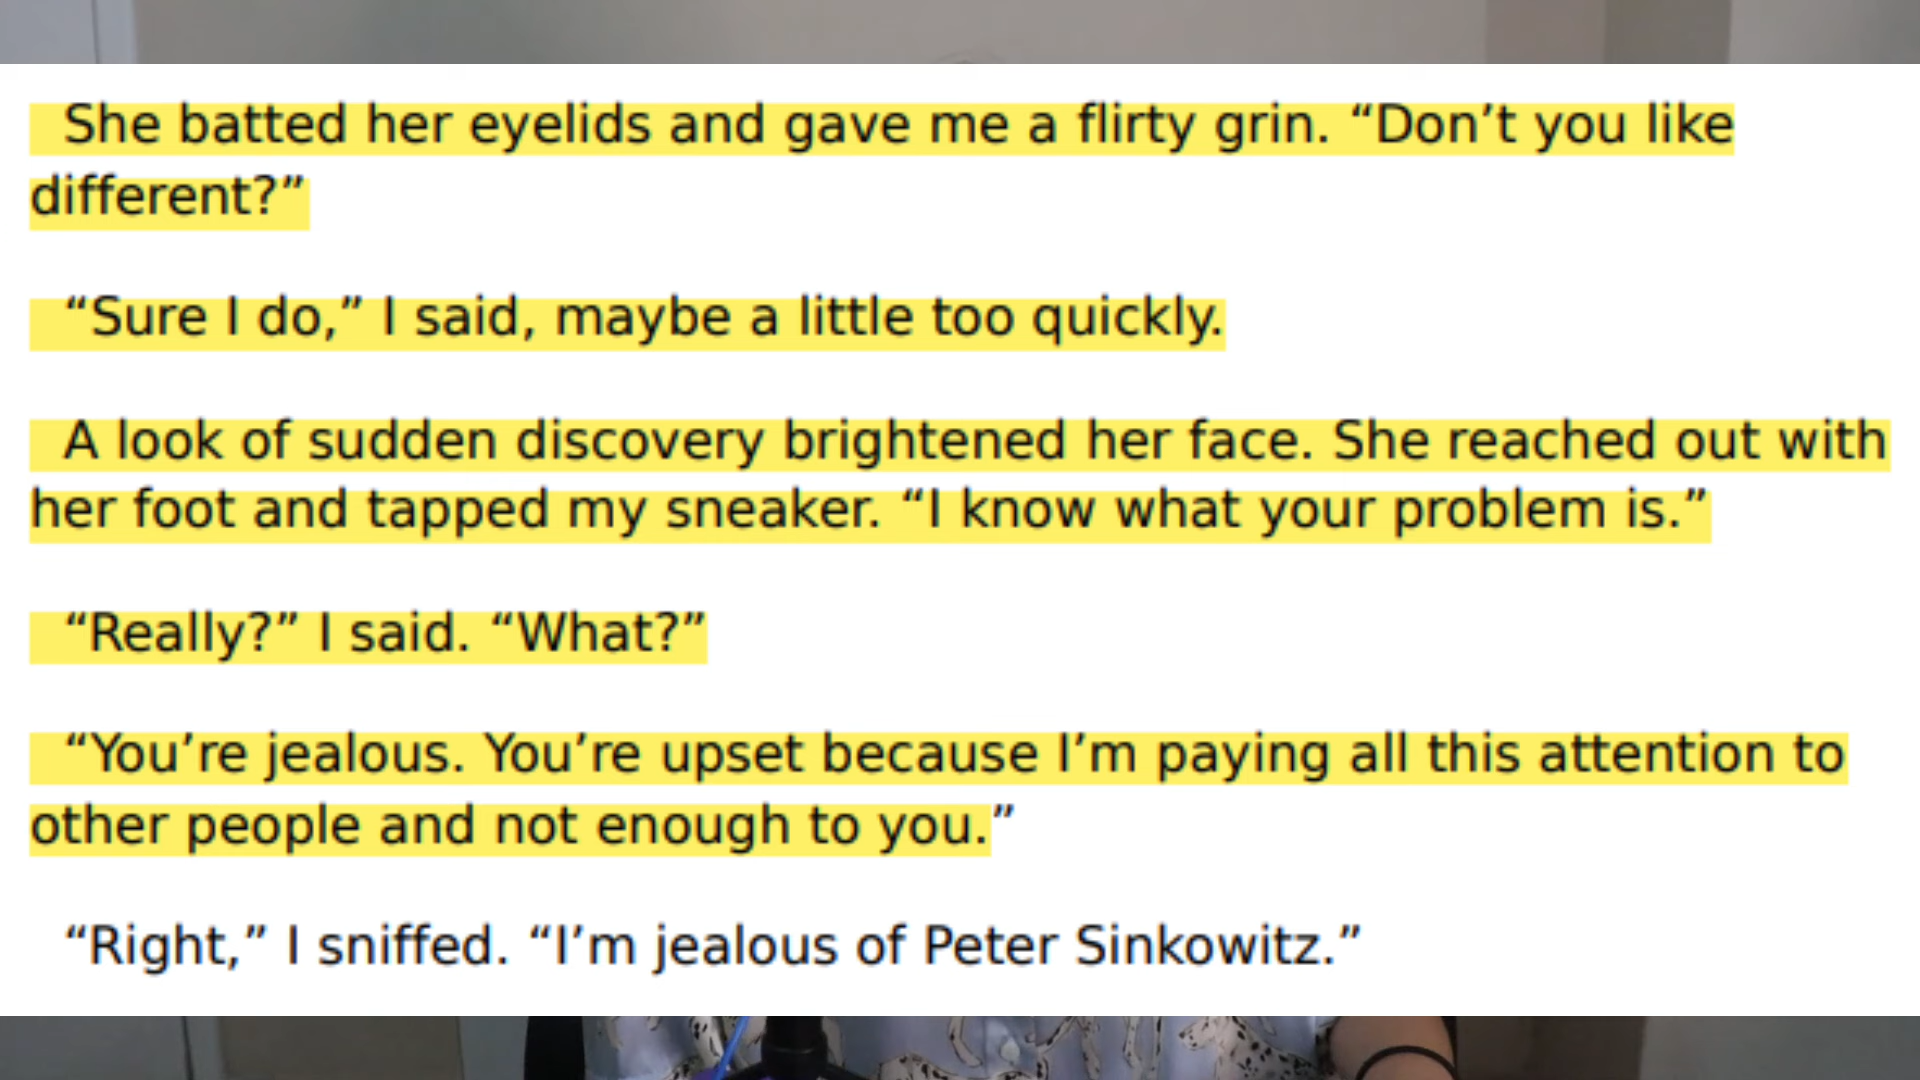 She batted her eyelids and gave me a flirty grin. “Don’t you like
different?”
“Sure I do,” I said, maybe a little too quickly.
A look of sudden discovery brightened her face. She reached out with
her foot and tapped my sneaker. “I know what your problem is.”
“Really?” I said. “What?”
“You’re jealous. You’re upset because I’m paying all this attention to
other people and not enough to you.”
“Right,” I sniffed. “I’m jealous of Peter Sinkowitz.”